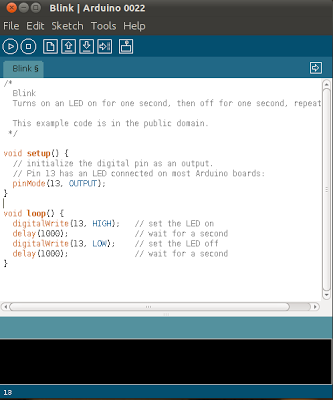 Blink | Arduino 0022
File Edit Sketch Tools Help
Blink §
/*
  Blink
  Turns on an LED on for one second, then off for one second, repeat
  This example code is in the public domain.
 */
void setup() {
  // initialize the digital pin as an output.
  // Pin 13 has an LED connected on most Arduino boards:
  pinMode(13, OUTPUT);
}
void loop() {
  digitalWrite(13, HIGH);   // set the LED on
  delay(1000);              // wait for a second
  digitalWrite(13, LOW);    // set the LED off
  delay(1000);              // wait for a second
}
13